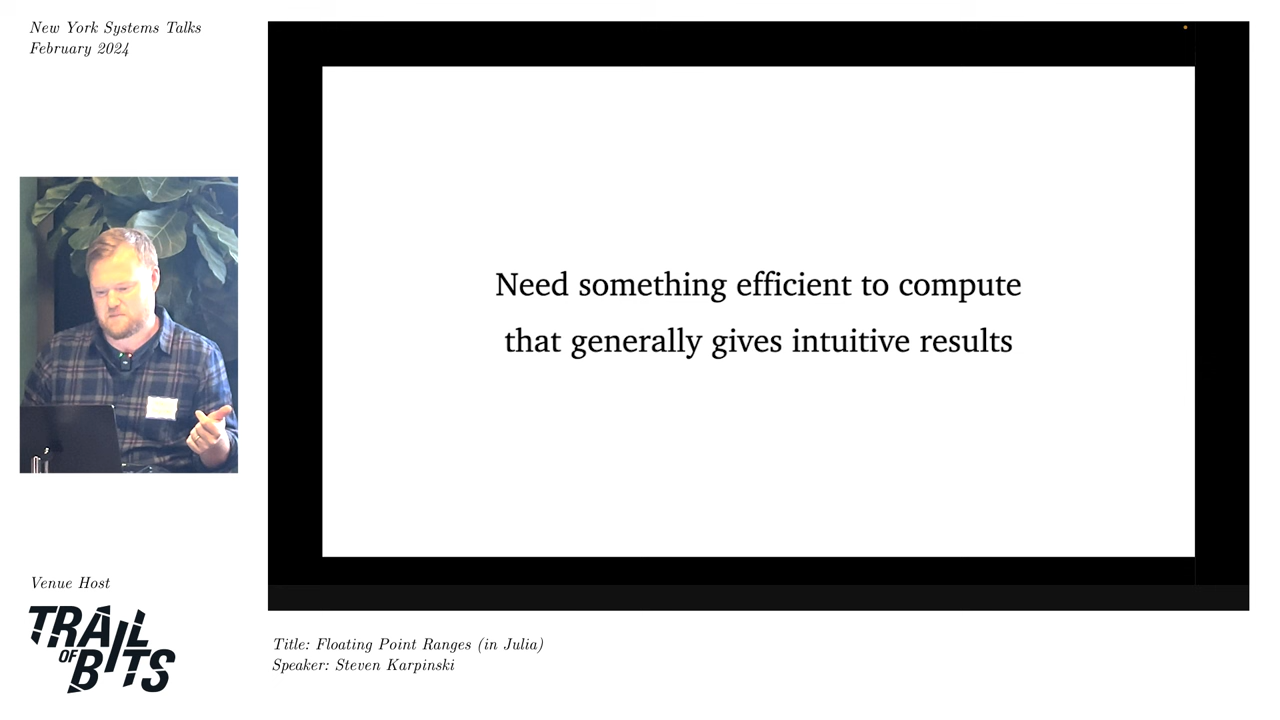 New York Systems Talks
February 2024
Need something efficient to compute
that generally gives intuitive results
Venue Host
TRAIL
OF
BITS
Title: Floating Point Ranges (in Julia)
Speaker: Steven Karpinski